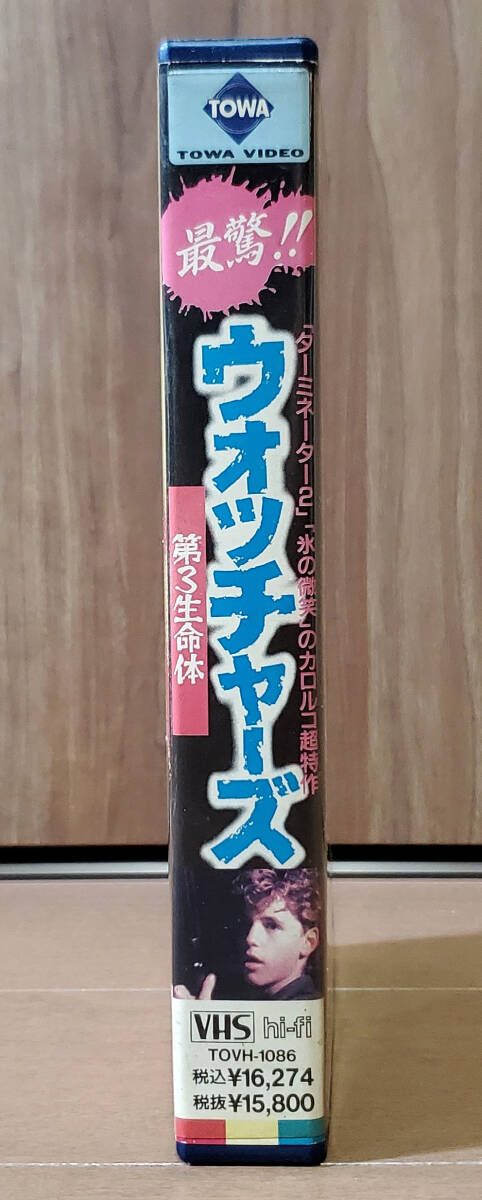 TOWA
TOWA VIDEO
最驚!!
「ターミネーター2」「氷の微笑」のカロルコ超特作
ウォッチャーズ
第3生命体
VHS hi-fi
TOVH-1086
税込¥16,274
税抜¥15,800